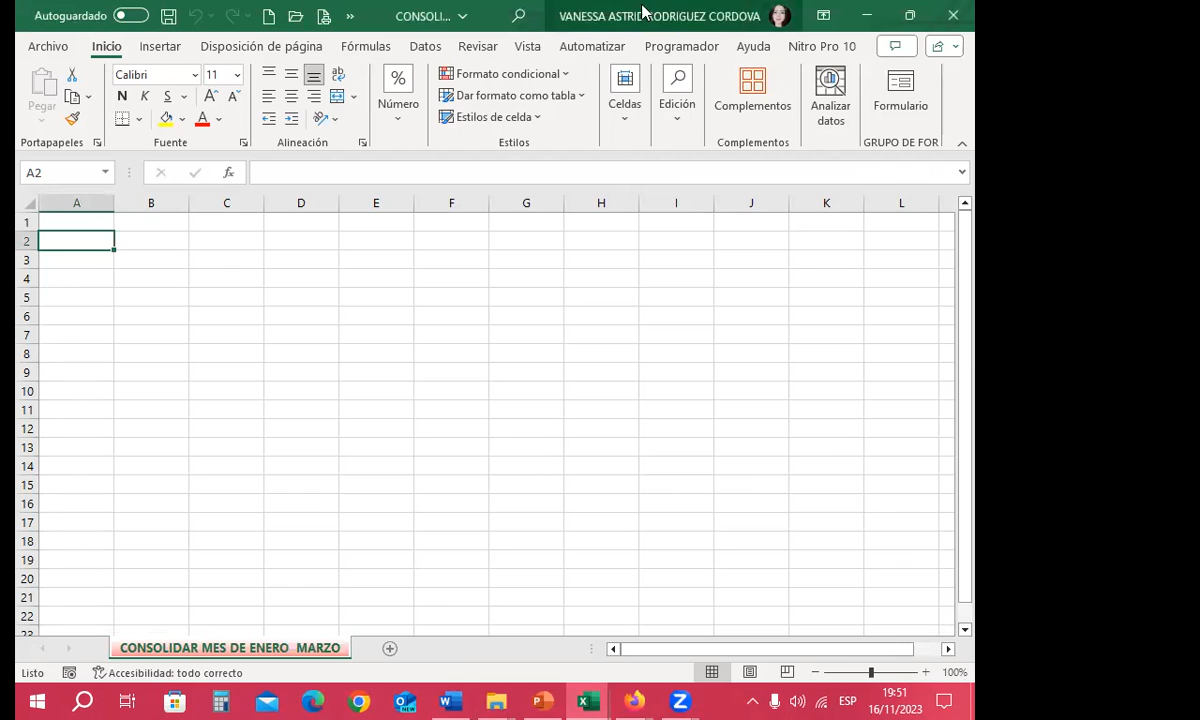 Autoguardado
CONSOLI...
VANESSA ASTRID RODRIGUEZ CORDOVA
Archivo Inicio Insertar Disposición de página Fórmulas Datos Revisar Vista Automatizar Programador Ayuda Nitro Pro 10
Pegar
Calibri 11
N K S A A A
ab
%
Número
Formato condicional
Dar formato como tabla
Estilos de celda
Celdas
Edición
Complementos
Analizar datos
Formulario
Portapapeles Fuente Alineación Estilos Complementos GRUPO DE FOR
A2 fx
A B C D E F G H I J K L
1
2
3
4
5
6
7
8
9
10
11
12
13
14
15
16
17
18
19
20
21
22
23
CONSOLIDAR MES DE ENERO MARZO
Listo Accesibilidad: todo correcto 100%
ESP
19:51
16/11/2023